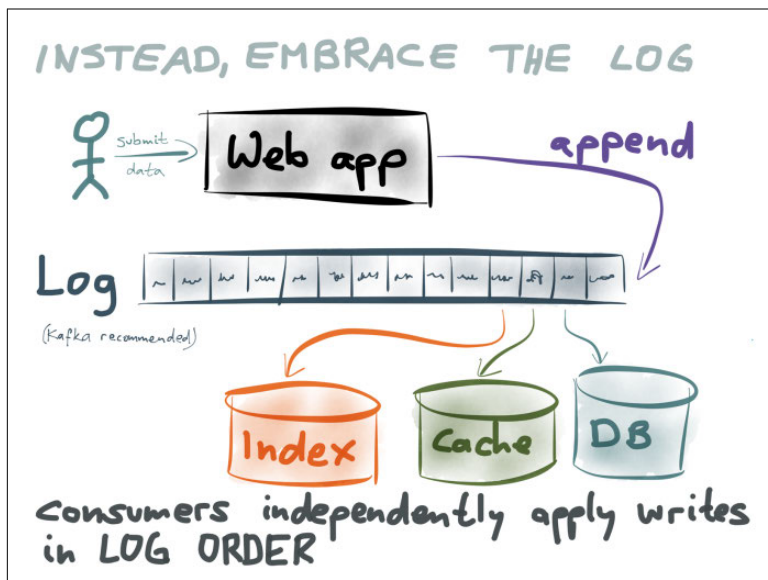 INSTEAD, EMBRACE THE LOG
submit
data
Web app
append
Log
(Kafka recommended)
Index
Cache
DB
consumers independently apply writes
in LOG ORDER